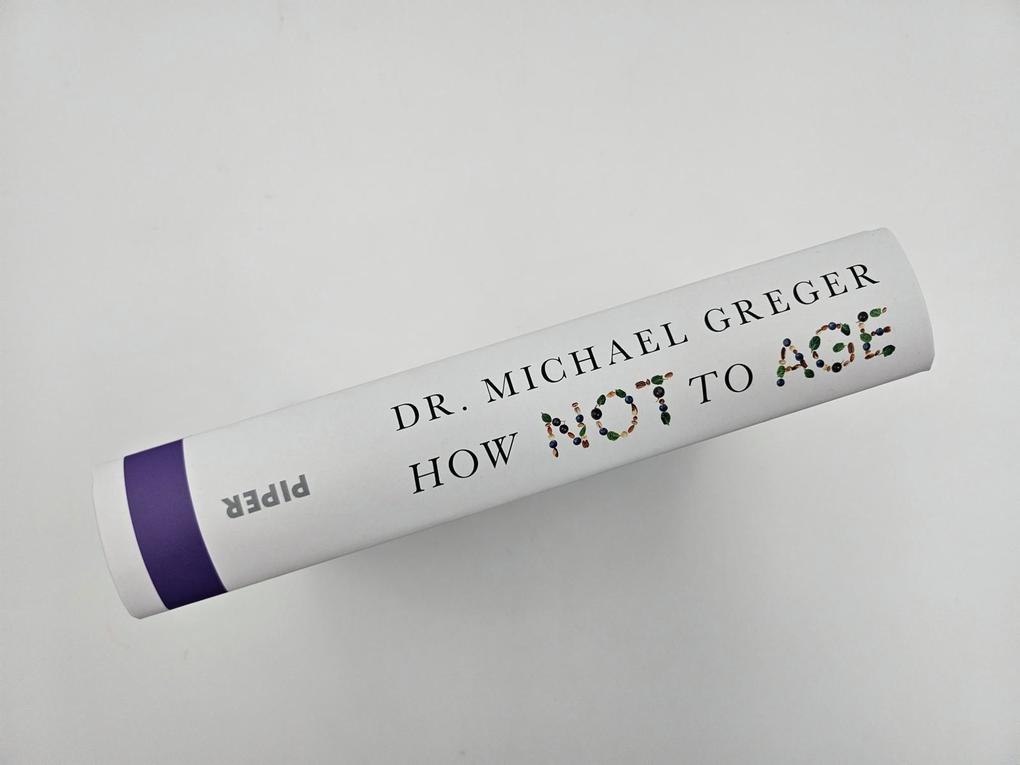 DR. MICHAEL GREGER
HOW NOT TO AGE
PIPER